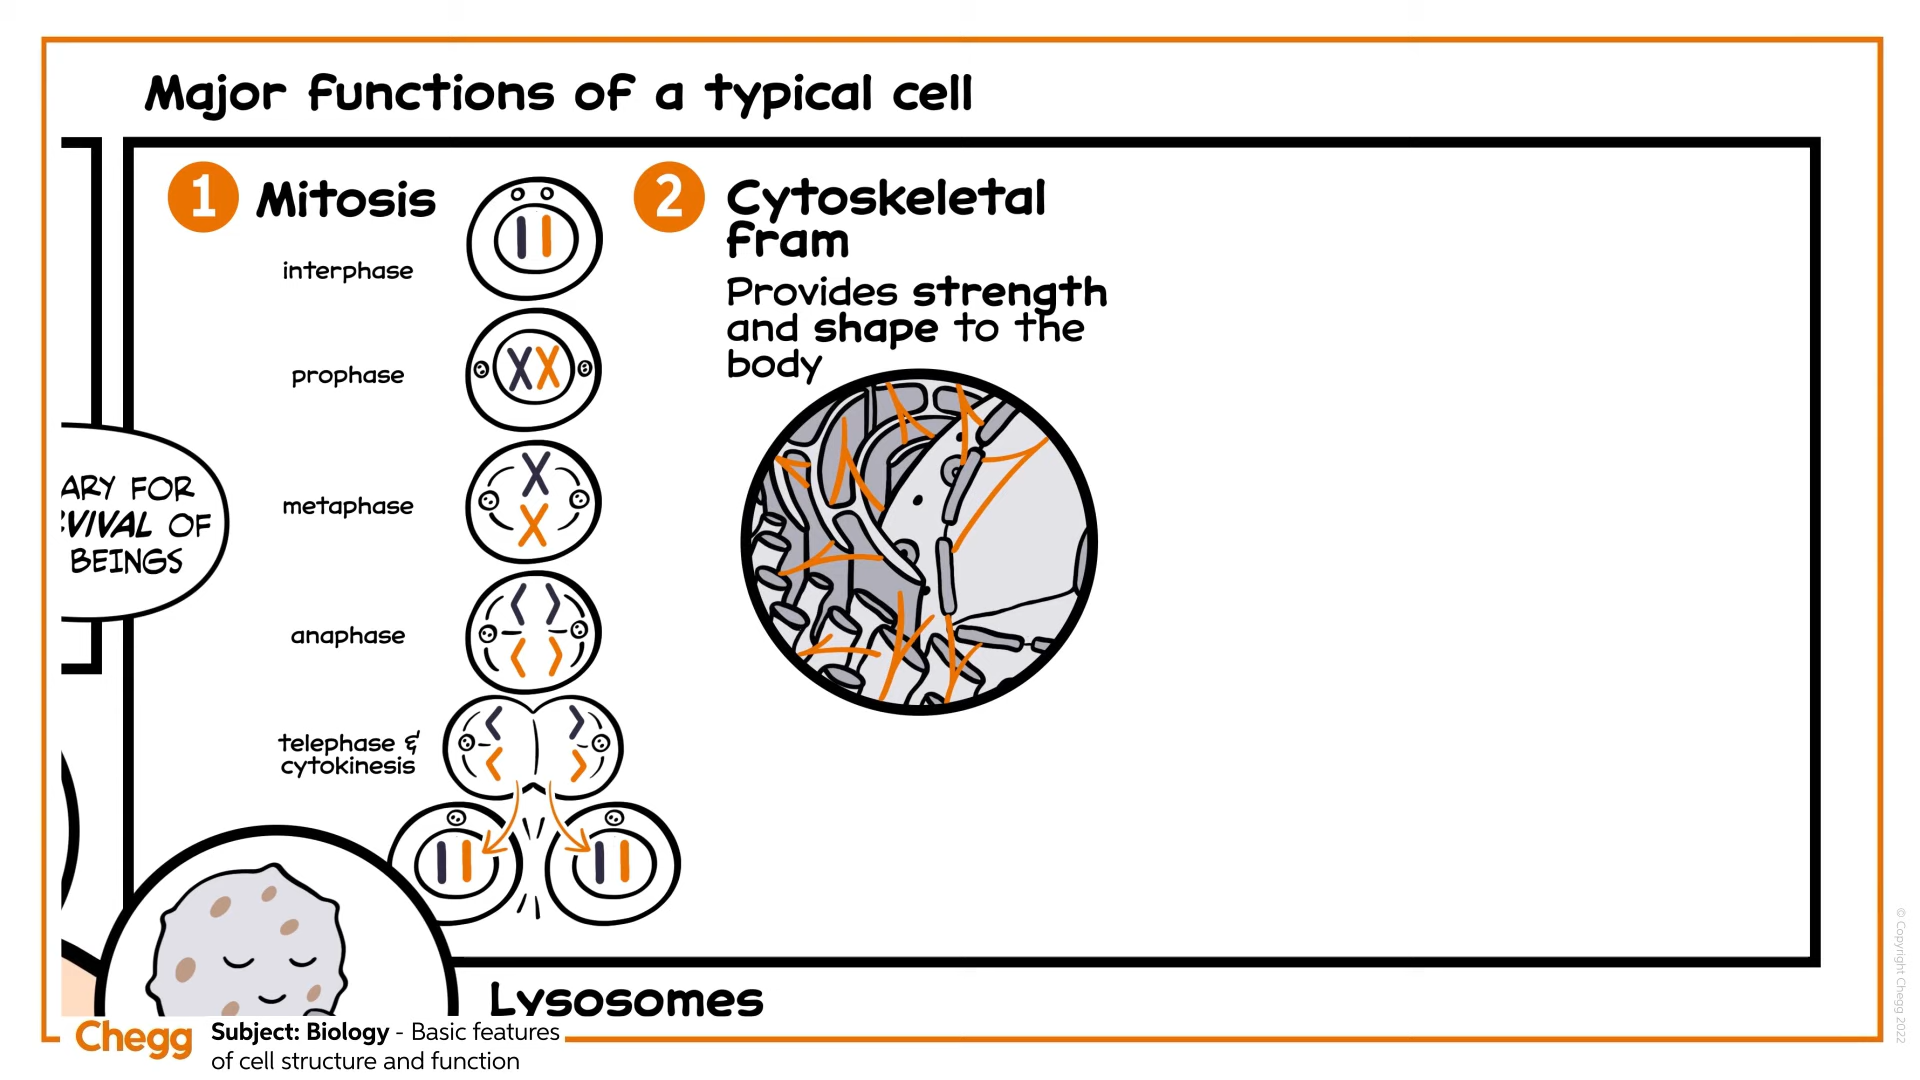 Major functions of a typical cell
1 Mitosis
interphase
prophase
metaphase
anaphase
telephase &
cytokinesis
2 Cytoskeletal
fram
Provides strength
and shape to the
body
ARY FOR
VIVAL OF
BEINGS
Lysosomes
Chegg
Subject: Biology - Basic features
of cell structure and function
© Copyright Chegg 2022